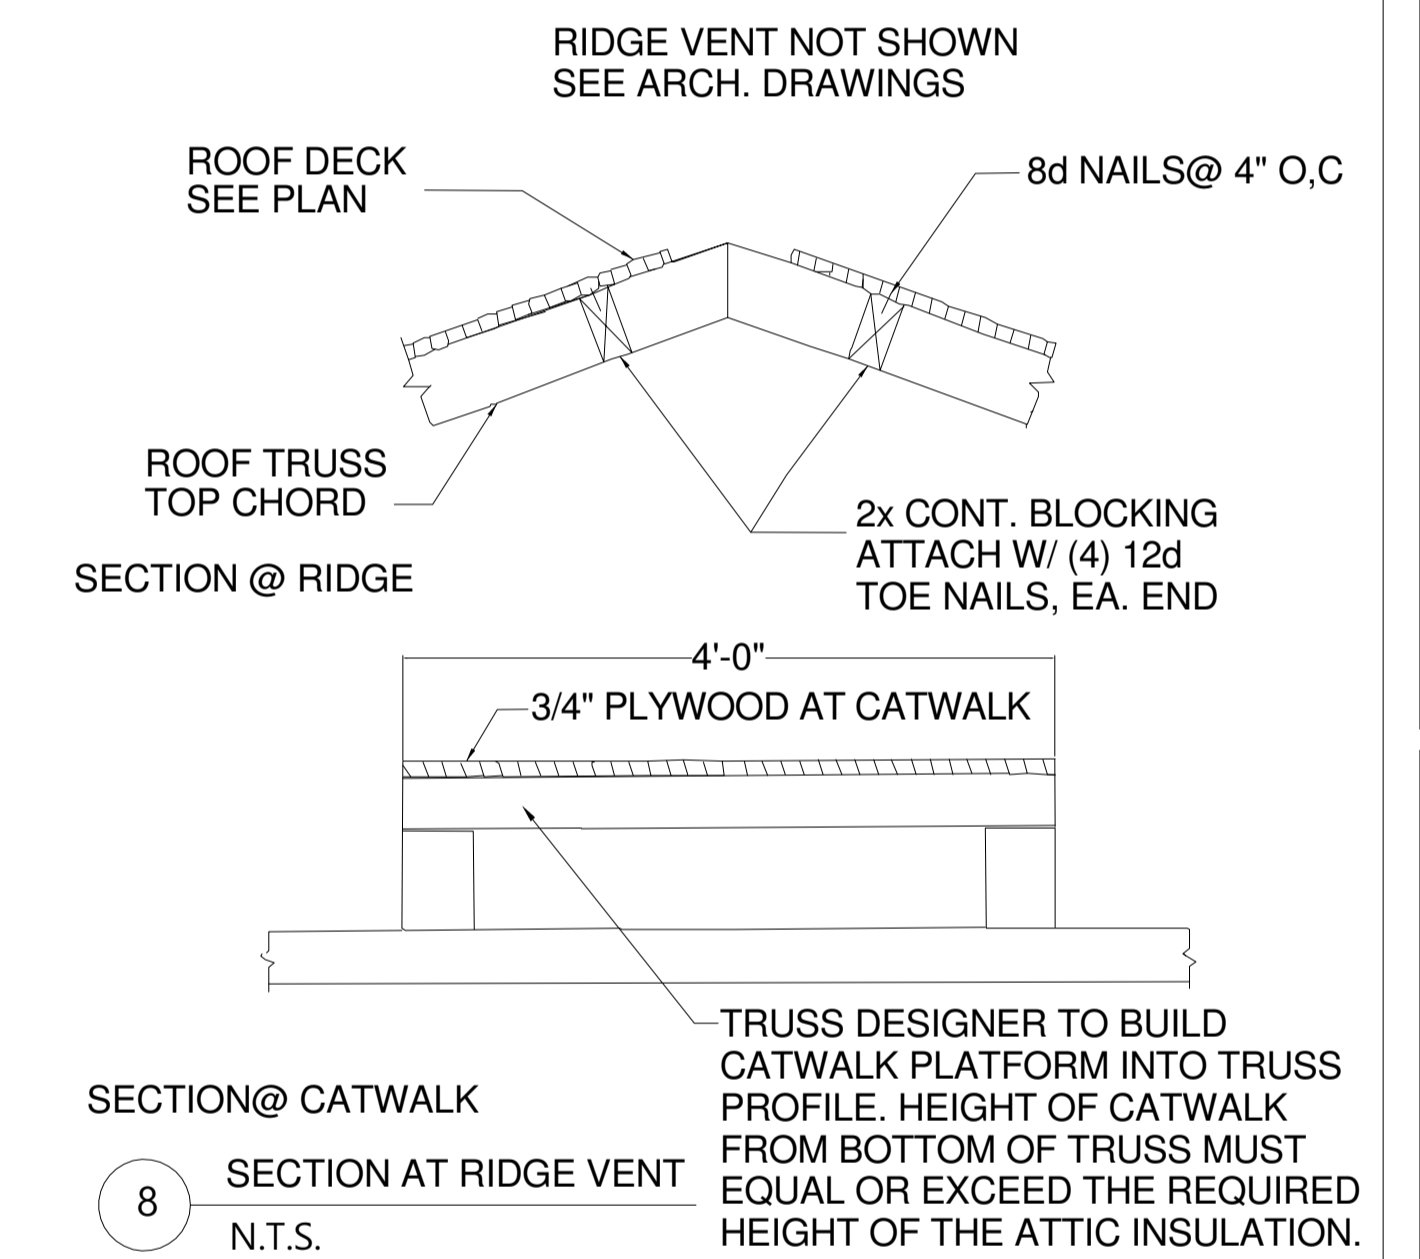 RIDGE VENT NOT SHOWN
SEE ARCH. DRAWINGS
ROOF DECK
SEE PLAN
8d NAILS@ 4" O,C
ROOF TRUSS
TOP CHORD
2x CONT. BLOCKING
ATTACH W/ (4) 12d
TOE NAILS, EA. END
SECTION @ RIDGE
4'-0"
3/4" PLYWOOD AT CATWALK
TRUSS DESIGNER TO BUILD
CATWALK PLATFORM INTO TRUSS
PROFILE. HEIGHT OF CATWALK
FROM BOTTOM OF TRUSS MUST
EQUAL OR EXCEED THE REQUIRED
HEIGHT OF THE ATTIC INSULATION.
SECTION@ CATWALK
8
SECTION AT RIDGE VENT
N.T.S.